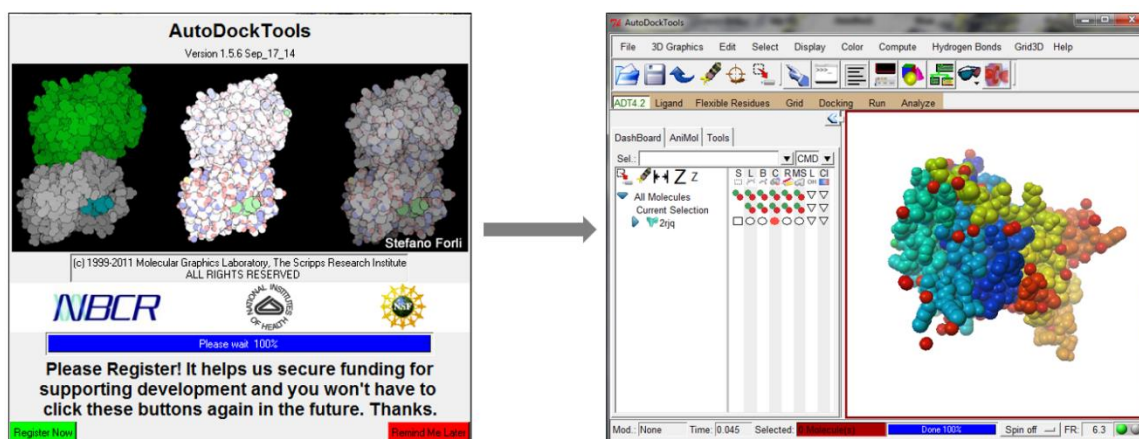 AutoDockTools
Version 1.5.6 Sep_17_14
Stefano Forli
(c) 1999-2011 Molecular Graphics Laboratory, The Scripps Research Institute
ALL RIGHTS RESERVED
NBCR
NATIONAL INSTITUTES OF HEALTH
NSF
Please wait 100%
Please Register! It helps us secure funding for
supporting development and you won't have to
click these buttons again in the future. Thanks.
Register Now
Remind Me Later
AutoDockTools
File 3D Graphics Edit Select Display Color Compute Hydrogen Bonds Grid3D Help
ADT4.2 Ligand Flexible Residues Grid Docking Run Analyze
DashBoard AniMol Tools
Sel.: CMD
Z Z S L B C R MS L Cl
All Molecules
Current Selection
2rjq
Mod.: None Time: 0.045 Selected: 0 Molecule(s) Done 100% Spin off FR: 6.3